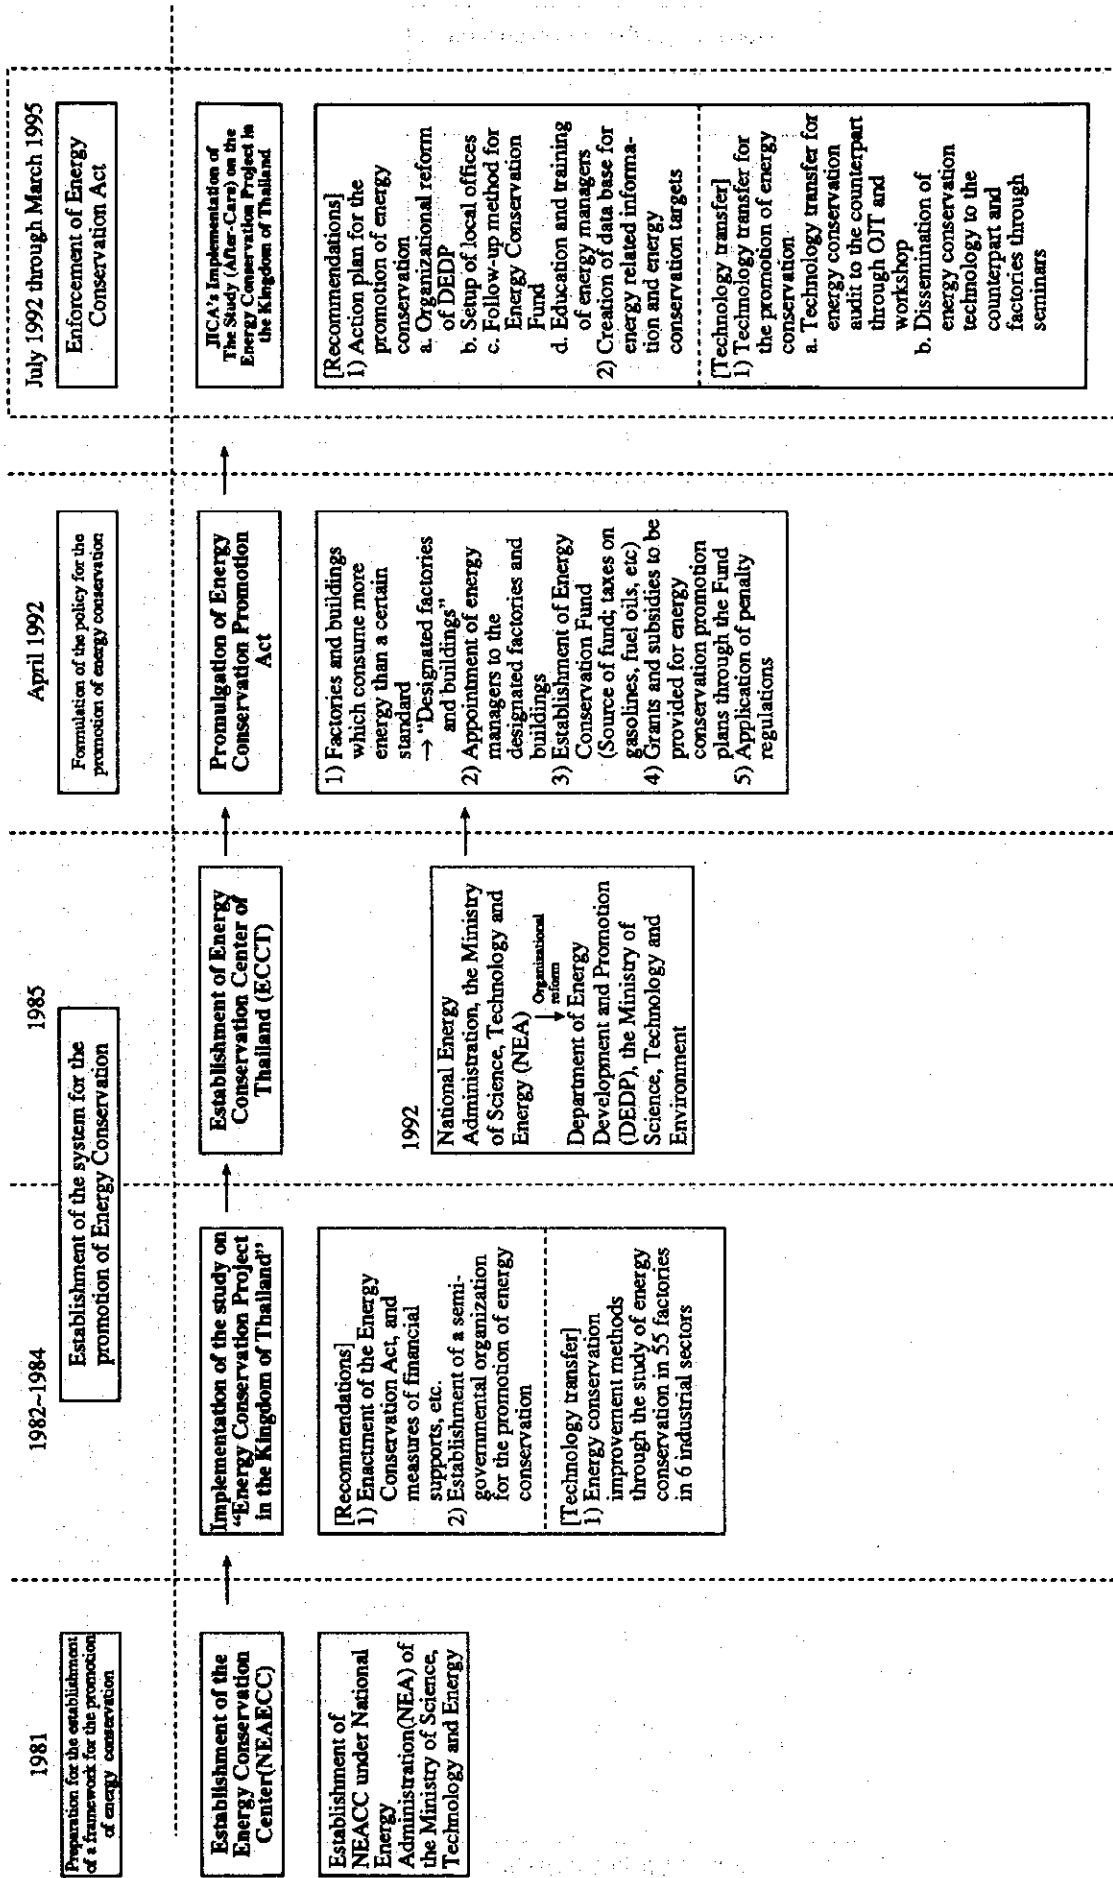 1981
Preparation for the establishment
of a framework for the promotion
of energy conservation
Establishment of the
Energy Conservation
Center(NEAECC)
Establishment of
NEACC under National
Energy
Administration(NEA) of
the Ministry of Science,
Technology and Energy
1982~1984
Establishment of the system for the
promotion of Energy Conservation
Implementation of the study on
“Energy Conservation Project
in the Kingdom of Thailand”
[Recommendations]
1) Enactment of the Energy
Conservation Act, and
measures of financial
supports, etc.
2) Establishment of a semi-
governmental organization
for the promotion of energy
conservation
[Technology transfer]
1) Energy conservation
improvement methods
through the study of energy
conservation in 55 factories
in 6 industrial sectors
1985
Establishment of Energy
Conservation Center of
Thailand (ECCT)
1992
National Energy
Administration, the Ministry
of Science, Technology and
Energy (NEA)
Organizational
reform
Department of Energy
Development and Promotion
(DEDP), the Ministry of
Science, Technology and
Environment
April 1992
Formulation of the policy for the
promotion of energy conservation
Promulgation of Energy
Conservation Promotion
Act
1) Factories and buildings
which consume more
energy than a certain
standard
→ “Designated factories
and buildings”
2) Appointment of energy
managers to the
designated factories and
buildings
3) Establishment of Energy
Conservation Fund
(Source of fund; taxes on
gasolines, fuel oils, etc)
4) Grants and subsidies to be
provided for energy
conservation promotion
plans through the Fund
5) Application of penalty
regulations
July 1992 through March 1995
Enforcement of Energy
Conservation Act
JICA's Implementation of
The Study (After-Care) on the
Energy Conservation Project in
the Kingdom of Thailand
[Recommendations]
1) Action plan for the
promotion of energy
conservation
a. Organizational reform
of DEDP
b. Setup of local offices
c. Follow-up method for
Energy Conservation
Fund
d. Education and training
of energy managers
2) Creation of data base for
energy related informa-
tion and energy
conservation targets
[Technology transfer]
1) Technology transfer for
the promotion of energy
conservation
a. Technology transfer for
energy conservation
audit to the counterpart
through OJT and
workshop
b. Dissemination of
energy conservation
technology to the
counterpart and
factories through
seminars